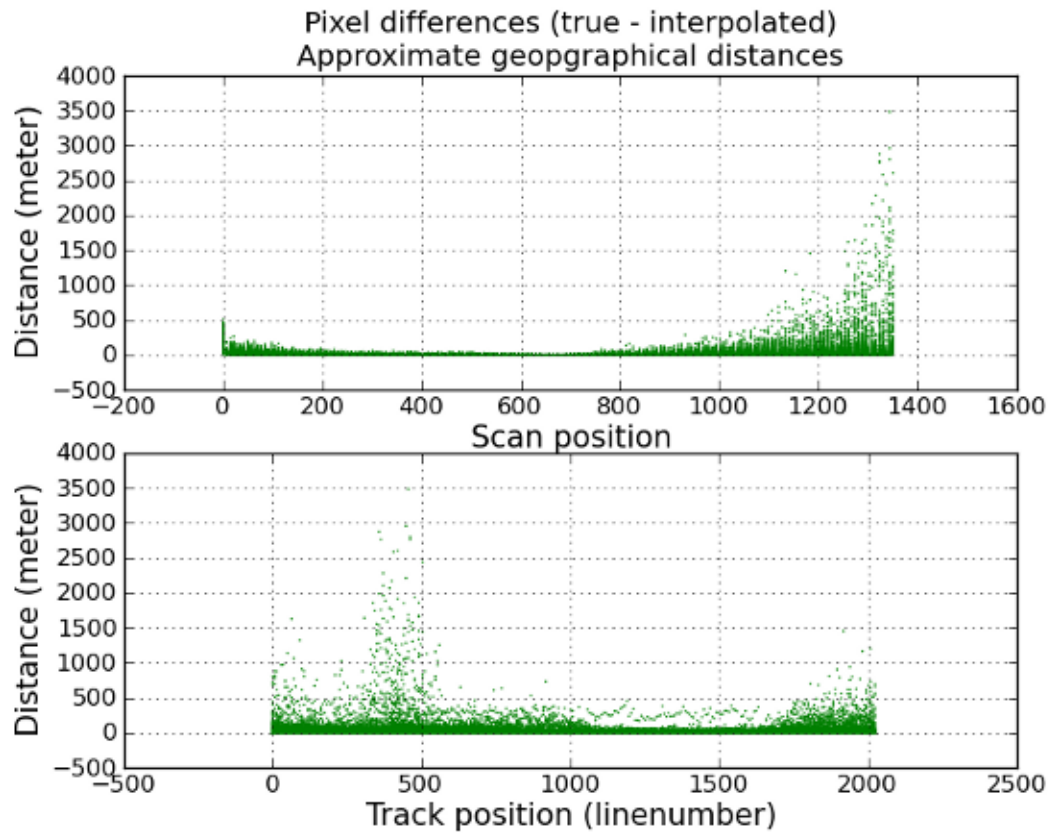 Pixel differences (true - interpolated)
Approximate geopgraphical distances
4000
3500
3000
2500
2000
1500
1000
500
0
−500
Distance (meter)
−200 0 200 400 600 800 1000 1200 1400 1600
Scan position
4000
3500
3000
2500
2000
1500
1000
500
0
−500
Distance (meter)
−500 0 500 1000 1500 2000 2500
Track position (linenumber)